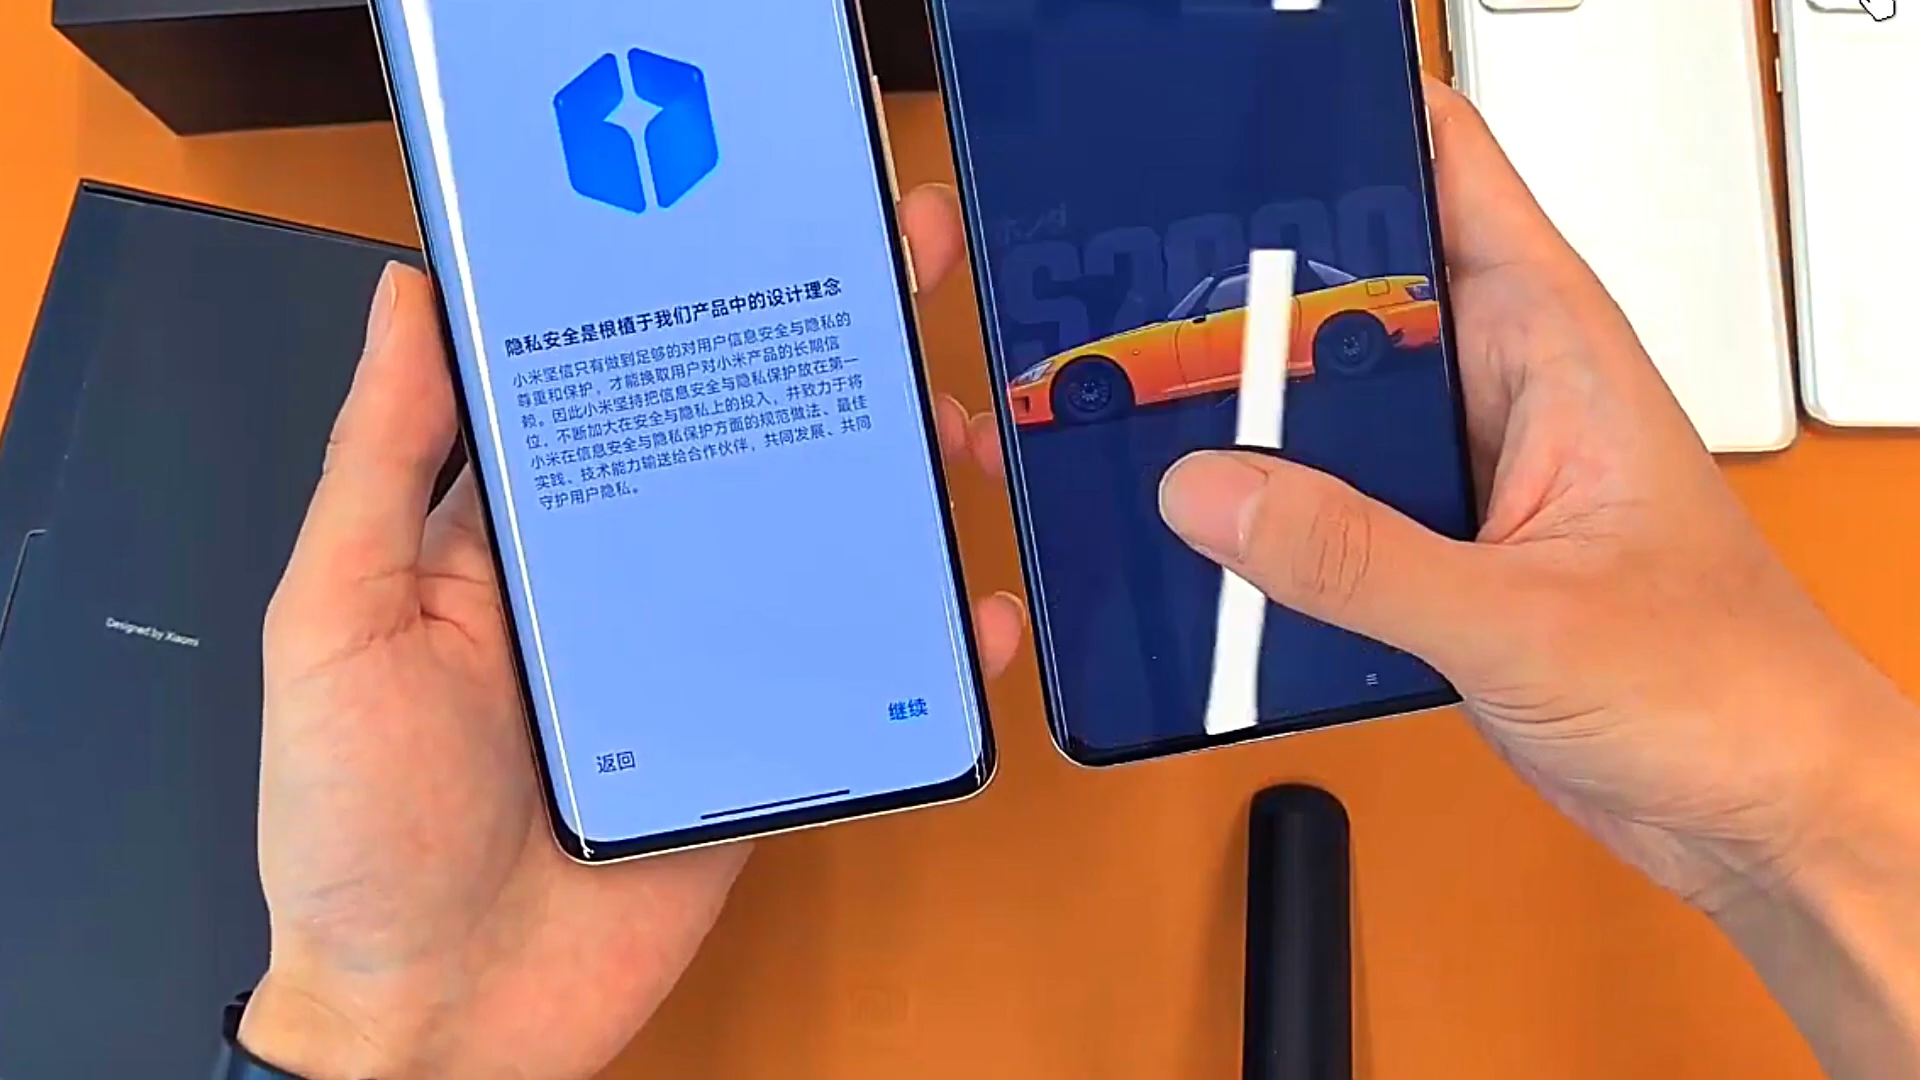 隐私安全是根植于我们产品中的设计理念
小米坚信只有做到足够的对用户信息安全与隐私的
尊重和保护，才能换取用户对小米产品的长期信
赖。因此小米坚持把信息安全与隐私保护放在第一
位，不断加大在安全与隐私上的投入，并致力于将
小米在信息安全与隐私保护方面的规范做法、最佳
实践、技术能力输送给合作伙伴，共同发展、共同
守护用户隐私。
返回
继续
S2000
Designed by Xiaomi